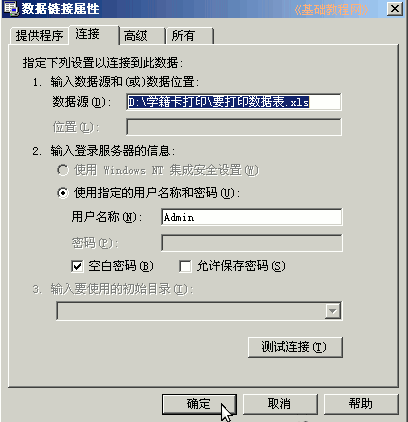 数据链接属性
《基础教程网》
提供程序 连接 高级 所有
指定下列设置以连接到此数据:
1. 输入数据源和(或)数据位置:
数据源(D): D:\学籍卡打印\要打印数据表.xls
位置(L):
2. 输入登录服务器的信息:
使用 Windows NT 集成安全设置(W)
使用指定的用户名称和密码(U):
用户名称(N): Admin
密码(P):
空白密码(B) 允许保存密码(S)
3. 输入要使用的初始目录(I):
测试连接(T)
确定 取消 帮助